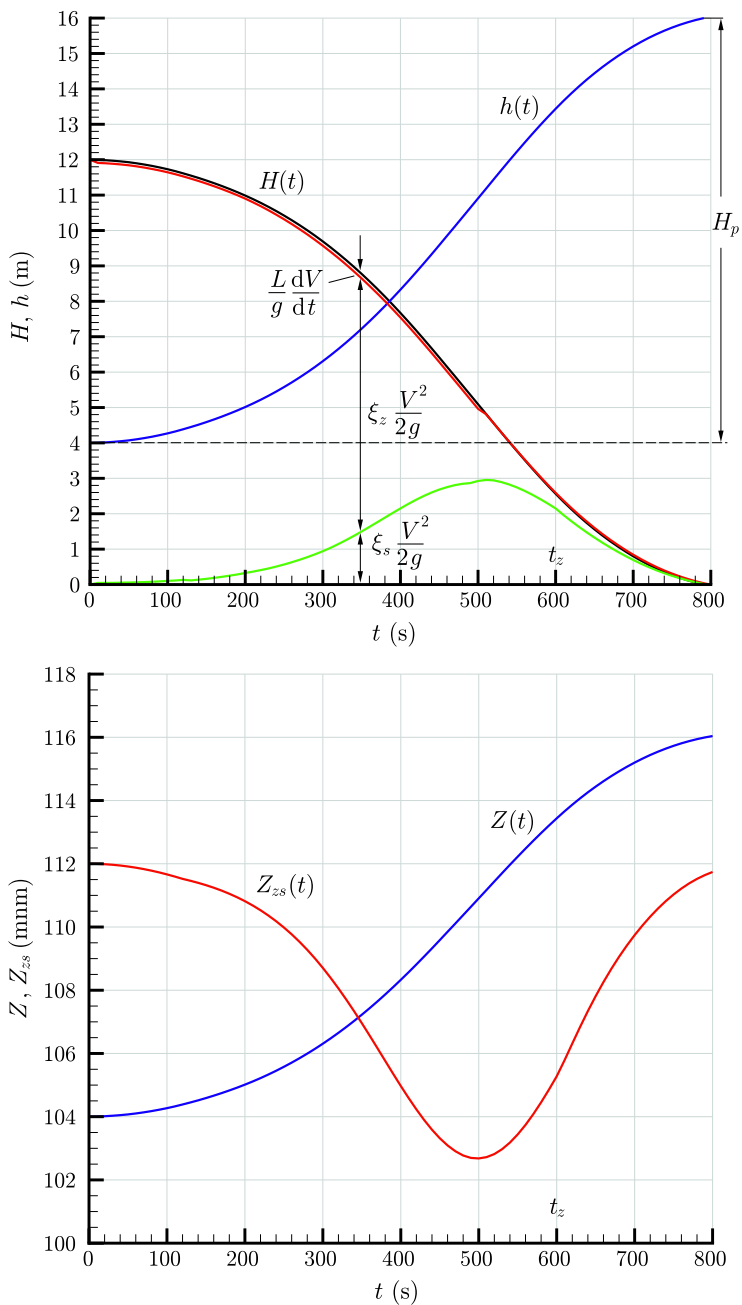 16
15
14
13
12
11
10
9
8
7
6
5
4
3
2
1
0
H, h (m)
h(t)
H(t)
H_p
L/g dV/dt
ξ_z V²/2g
ξ_s V²/2g
t_z
0 100 200 300 400 500 600 700 800
t (s)
118
116
114
112
110
108
106
104
102
100
Z, Z_zs (mnm)
Z(t)
Z_zs(t)
t_z
0 100 200 300 400 500 600 700 800
t (s)